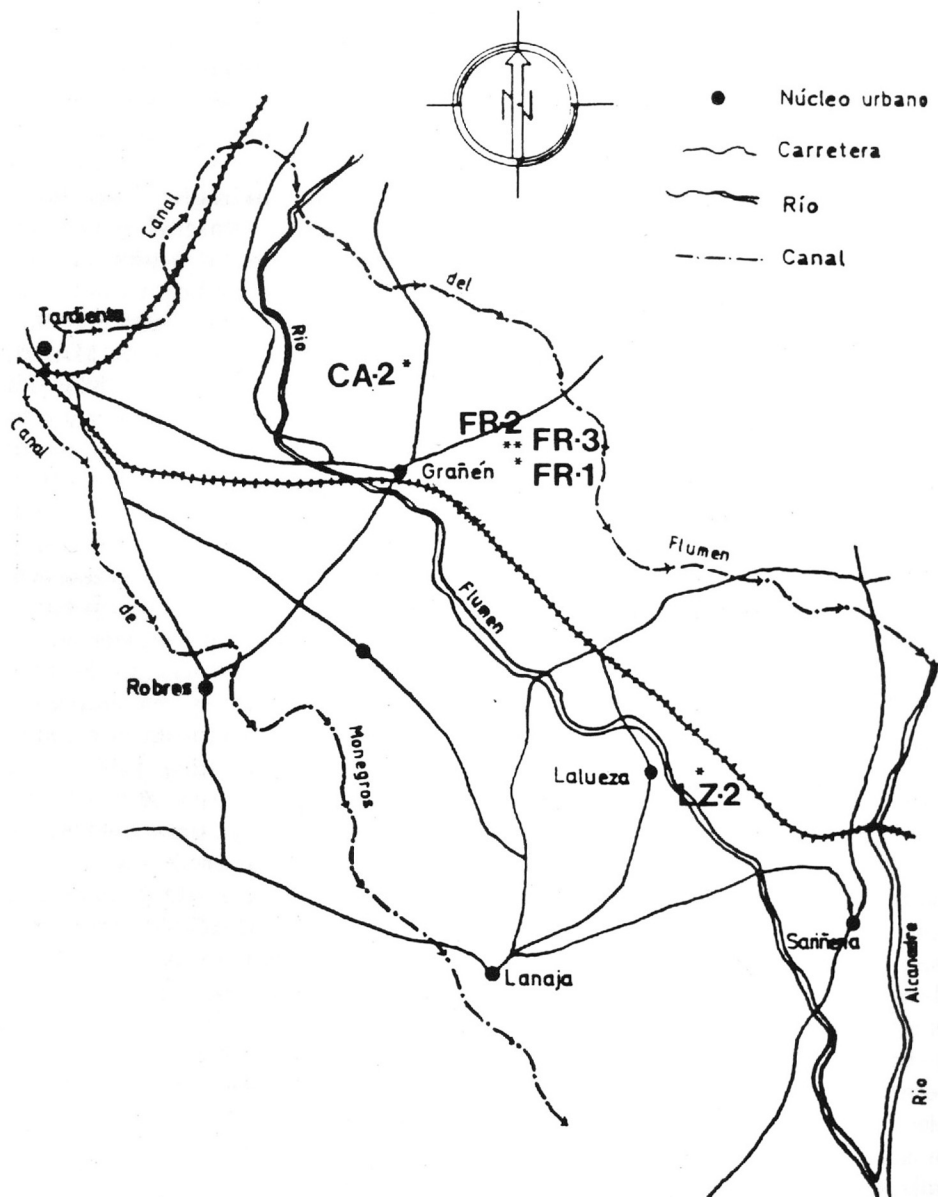 N
Núcleo urbano
Carretera
Río
Canal
Canal
del
Tardienta
Río
CA·2 *
Canal
FR·2
** FR·3
* FR·1
Grañén
Flumen
Flumen
de
Robres
Monegros
Lalueza
*
LZ·2
Sariñena
Lanaja
Alcanadre
Rio